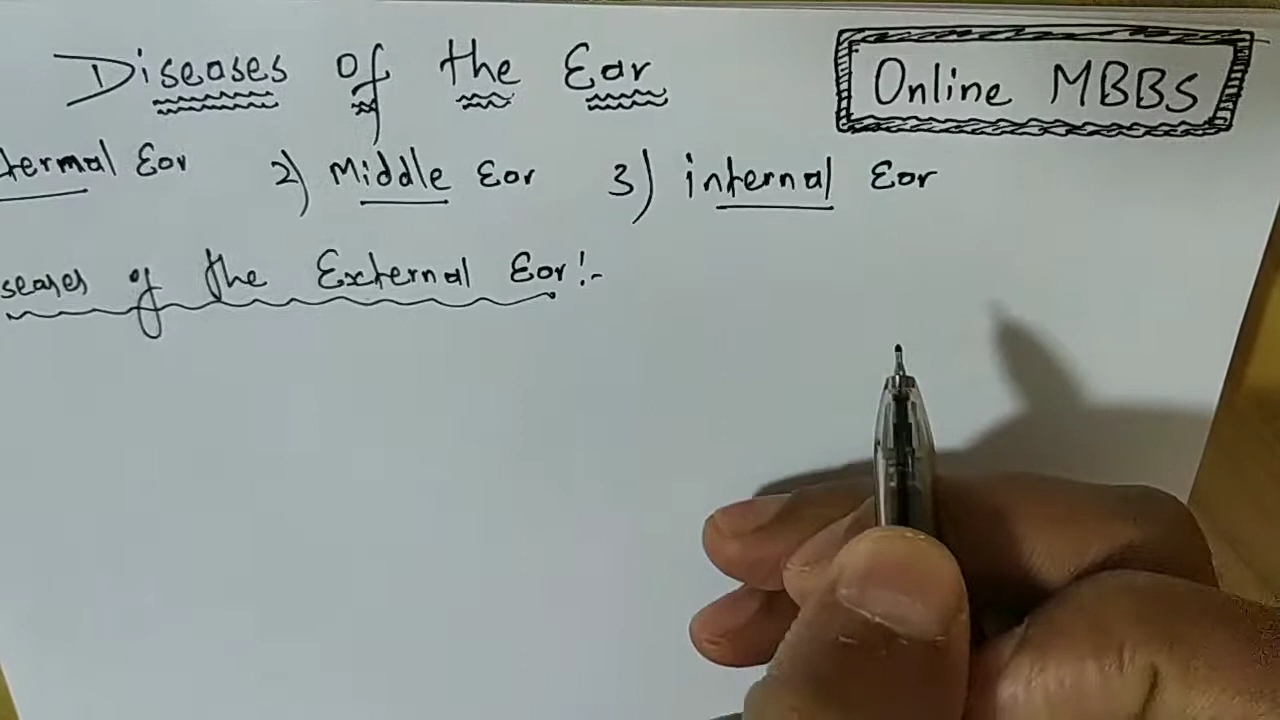 Diseases of the Ear
Online MBBS
ternal Ear 2) Middle Ear 3) internal Ear
seases of the External Ear:-